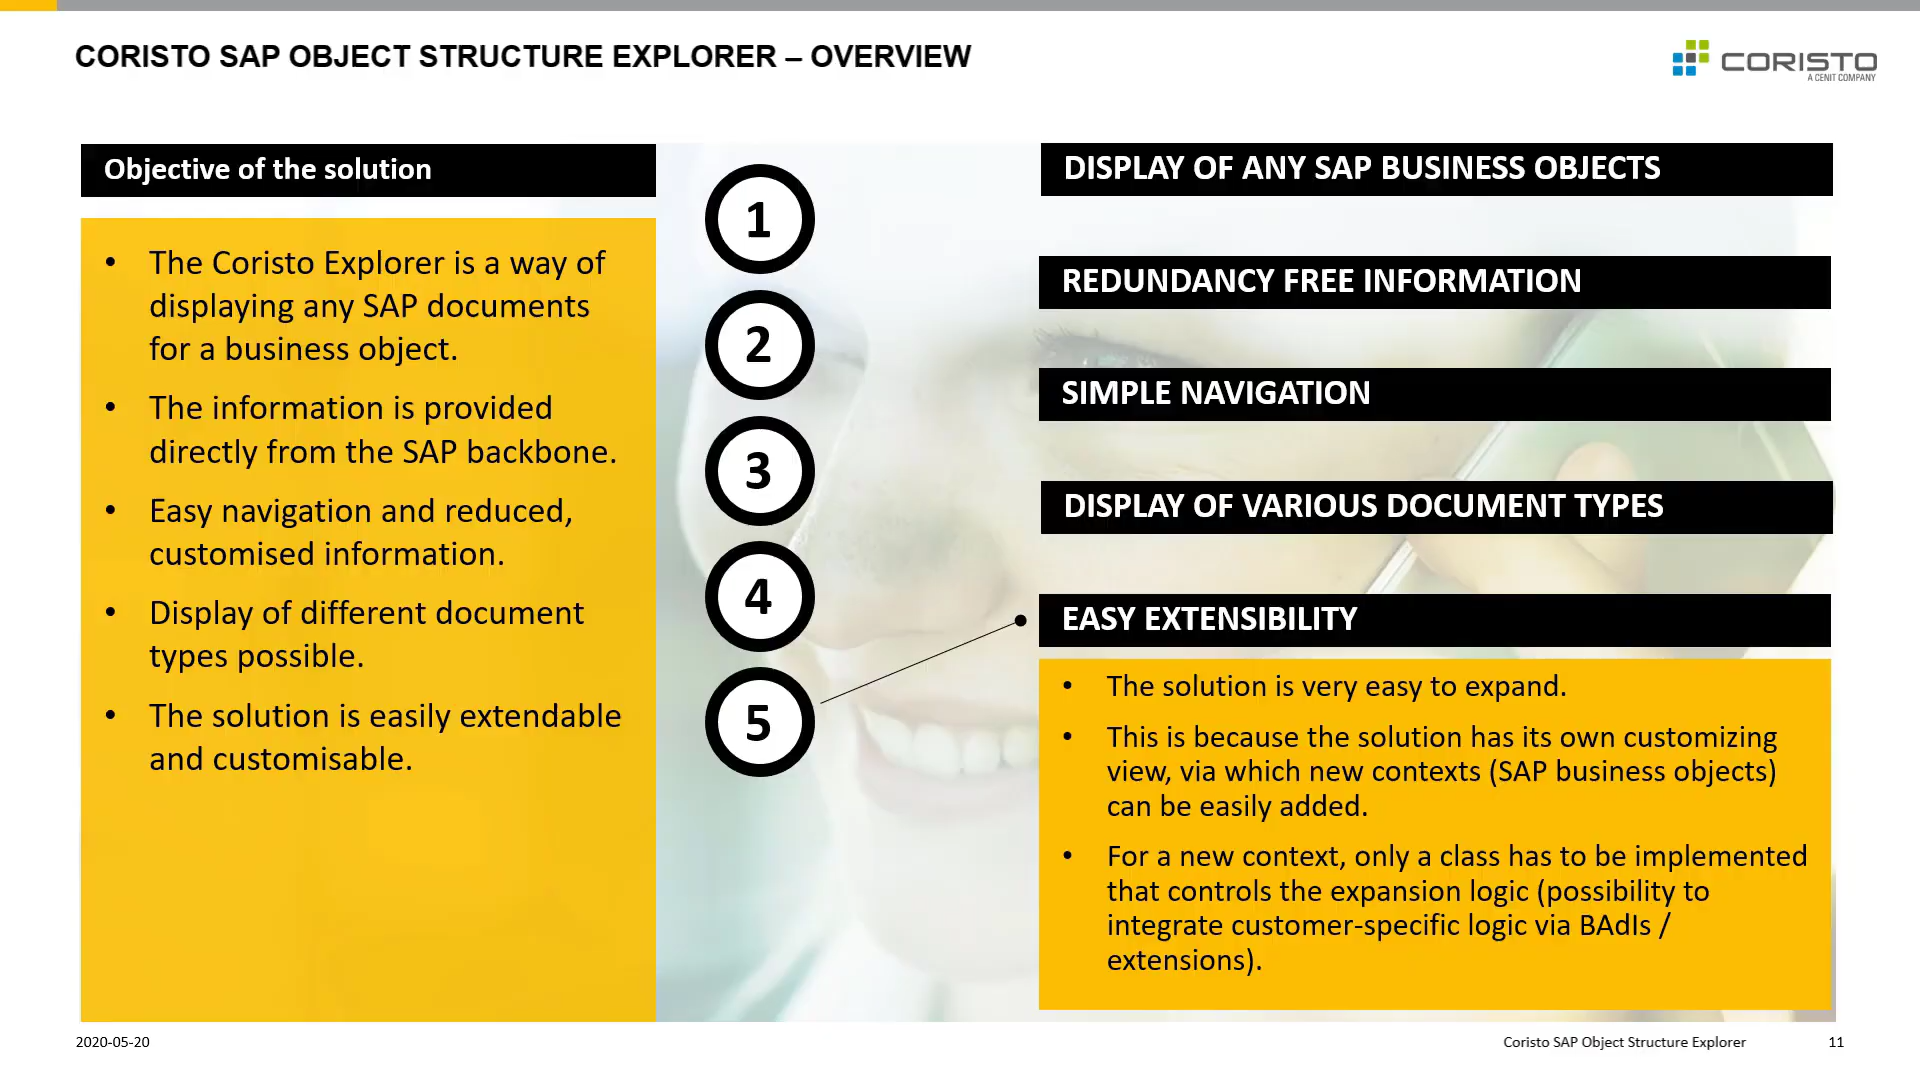 CORISTO SAP OBJECT STRUCTURE EXPLORER – OVERVIEW
CORISTO
A CENIT COMPANY
Objective of the solution
• The Coristo Explorer is a way of
displaying any SAP documents
for a business object.
• The information is provided
directly from the SAP backbone.
• Easy navigation and reduced,
customised information.
• Display of different document
types possible.
• The solution is easily extendable
and customisable.
1
2
3
4
5
DISPLAY OF ANY SAP BUSINESS OBJECTS
REDUNDANCY FREE INFORMATION
SIMPLE NAVIGATION
DISPLAY OF VARIOUS DOCUMENT TYPES
EASY EXTENSIBILITY
• The solution is very easy to expand.
• This is because the solution has its own customizing
view, via which new contexts (SAP business objects)
can be easily added.
• For a new context, only a class has to be implemented
that controls the expansion logic (possibility to
integrate customer-specific logic via BAdIs /
extensions).
2020-05-20
Coristo SAP Object Structure Explorer
11